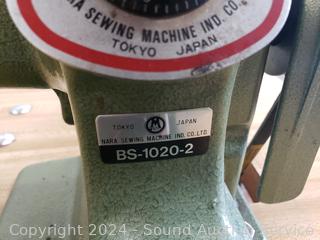 NARA SEWING MACHINE IND. CO.
TOKYO JAPAN
TOKYO JAPAN
NARA SEWING MACHINE IND. CO. LTD.
BS-1020-2
Copyright 2024 - Sound Auction Service